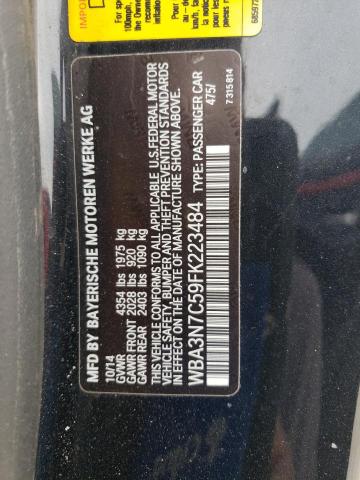 MFD BY BAYERISCHE MOTOREN WERKE AG
10/14
GVWR 4354 lbs 1975 kg
GAWR FRONT 2028 lbs 920 kg
GAWR REAR 2403 lbs 1090 kg
THIS VEHICLE CONFORMS TO ALL APPLICABLE U.S.FEDERAL MOTOR
VEHICLE SAFETY, BUMPER AND THEFT PREVENTION STANDARDS
IN EFFECT ON THE DATE OF MANUFACTURE SHOWN ABOVE.
WBA3N7C59FK223484 TYPE: PASSENGER CAR
475/
7 315 814